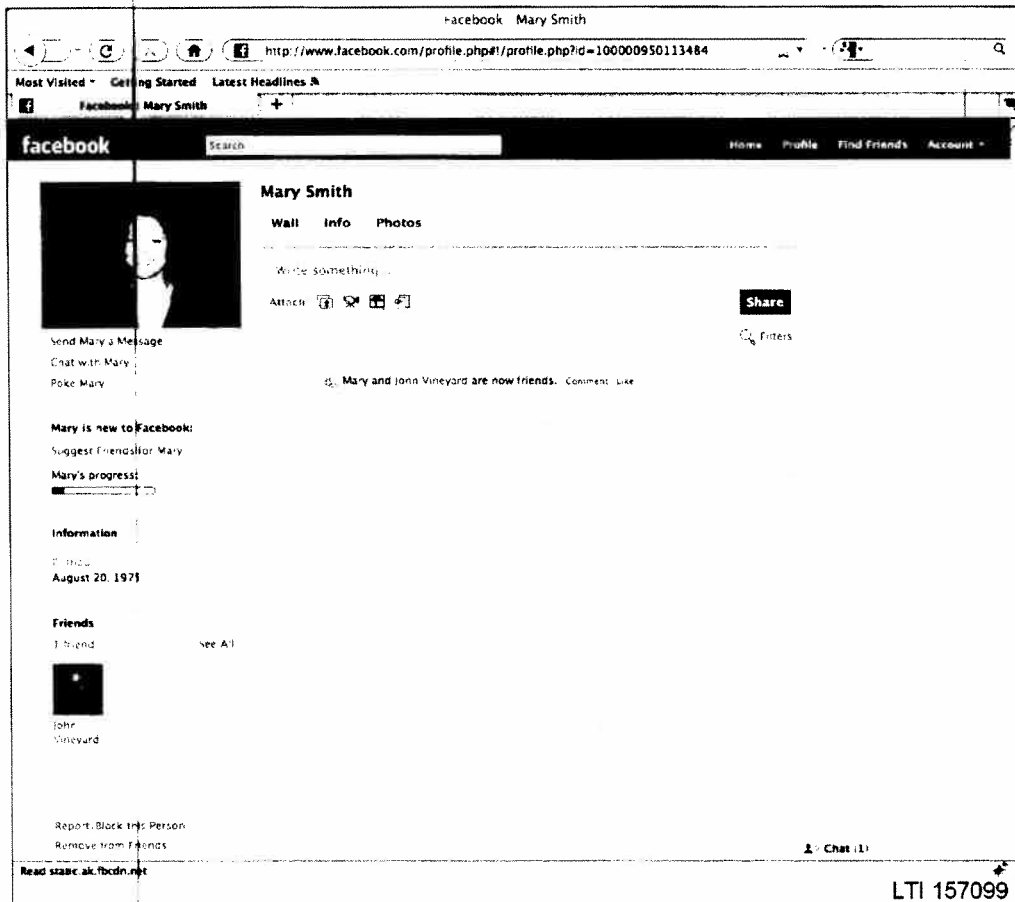 Facebook Mary Smith
http://www.facebook.com/profile.php#!/profile.php?id=100000950113484
Most Visited Getting Started Latest Headlines
Facebook Mary Smith
+
facebook Search Home Profile Find Friends Account
Mary Smith
Wall Info Photos
Write something...
Attach
Share
Filters
Send Mary a Message
Chat with Mary
Poke Mary
Mary and John Vineyard are now friends. Comment Like
Mary is new to Facebook:
Suggest Friends for Mary
Mary's progress:
Information
August 20,
Friends
1 friend See All
John
Vineyard
Report/Block this Person
Remove from Friends
Chat (1)
Read static.ak.fbcdn.net
LTI 157099